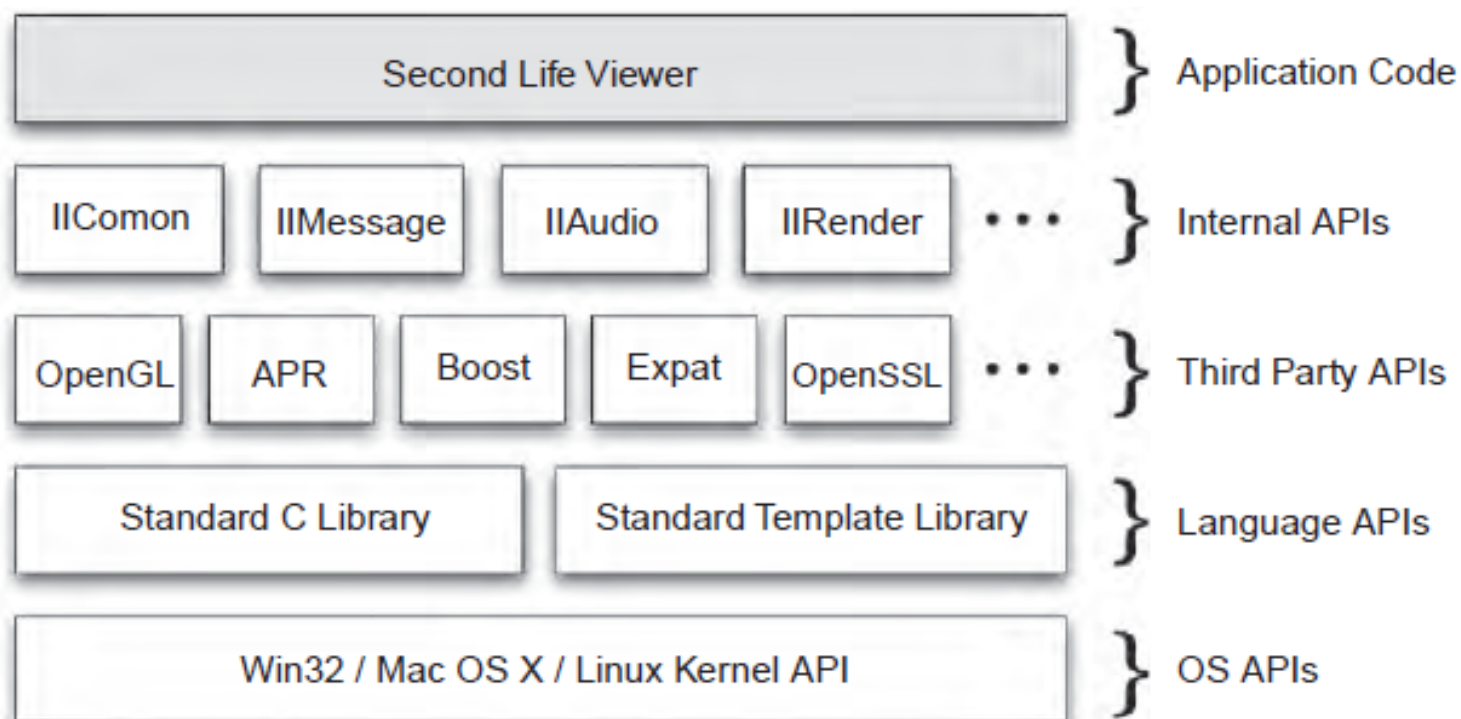 Second Life Viewer } Application Code
IIComon IIMessage IIAudio IIRender ... } Internal APIs
OpenGL APR Boost Expat OpenSSL ... } Third Party APIs
Standard C Library Standard Template Library } Language APIs
Win32 / Mac OS X / Linux Kernel API } OS APIs